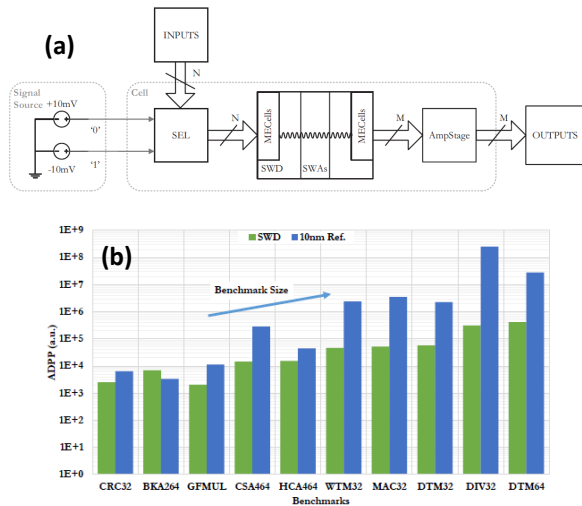 (a)
INPUTS
N
Signal
Source
+10mV
Cell
'0'
SEL
N
MECells
MECells
M
AmpStage
M
OUTPUTS
'1'
-10mV
SWD
SWAs
(b)
SWD
10nm Ref.
Benchmark Size
ADPP (a.u.)
1E+9
1E+8
1E+7
1E+6
1E+5
1E+4
1E+3
1E+2
1E+1
1E+0
CRC32 BKA264 GFMUL CSA464 HCA464 WTM32 MAC32 DTM32 DIV32 DTM64
Benchmarks